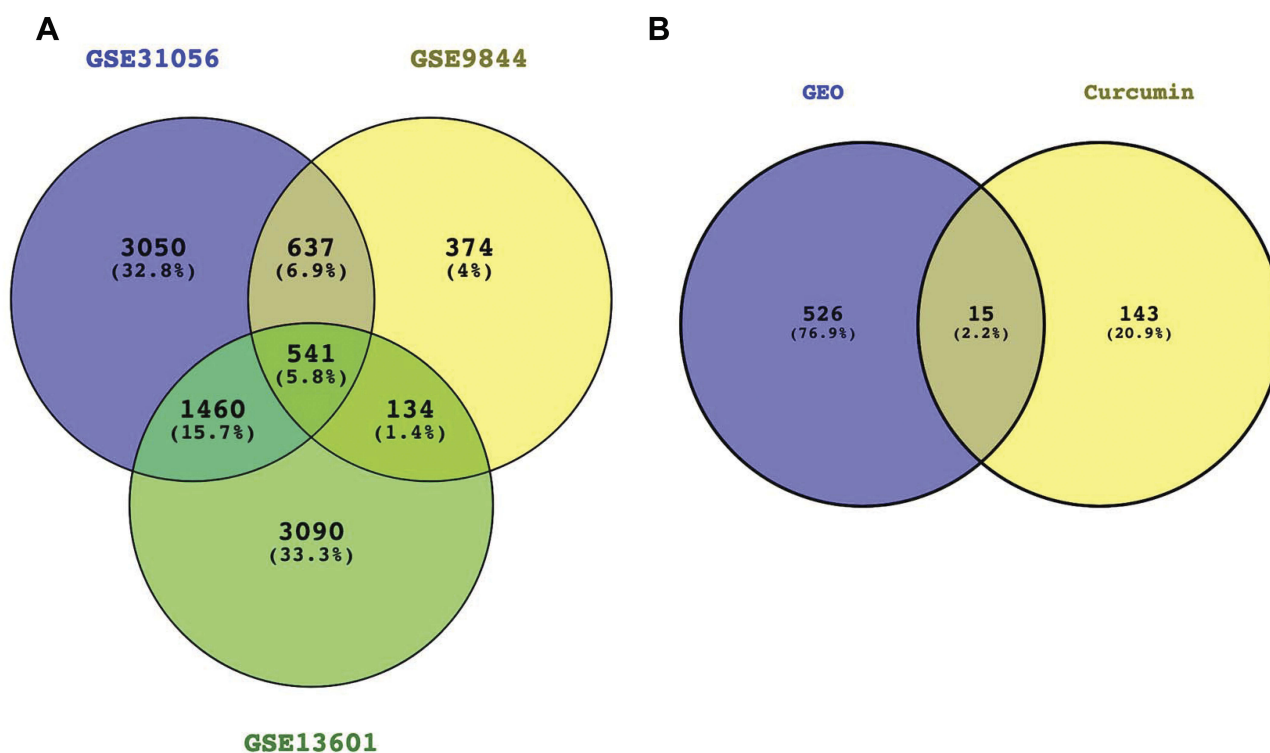 A
GSE31056
GSE9844
3050
(32.8%)
637
(6.9%)
374
(4%)
541
(5.8%)
1460
(15.7%)
134
(1.4%)
3090
(33.3%)
GSE13601
B
GEO
Curcumin
526
(76.9%)
15
(2.2%)
143
(20.9%)